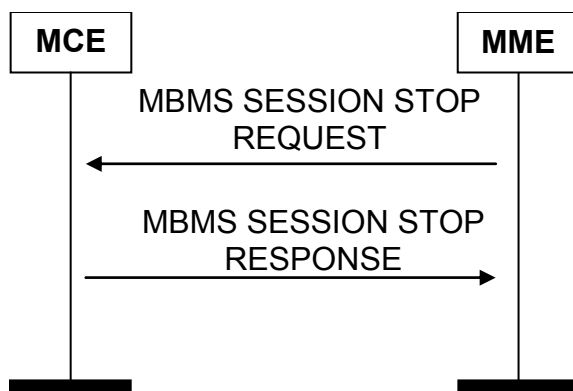 MCE
MME
MBMS SESSION STOP
REQUEST
MBMS SESSION STOP
RESPONSE